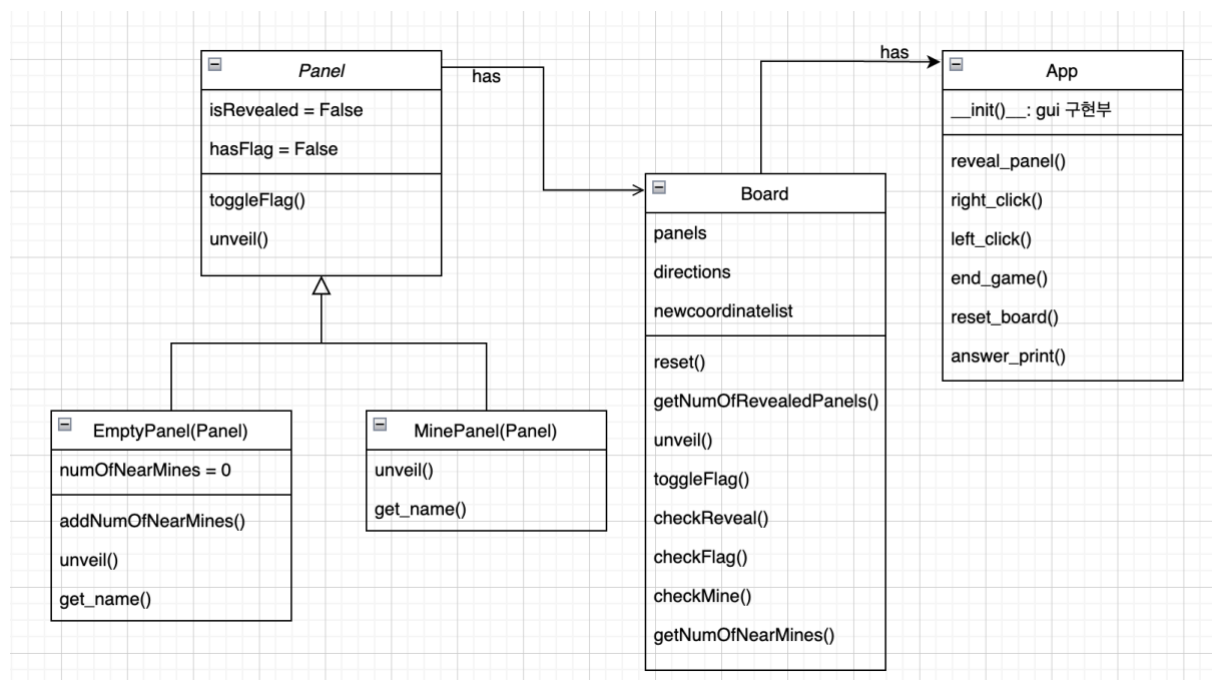 Panel
isRevealed = False
hasFlag = False
toggleFlag()
unveil()
has
has
App
__init()__: gui 구현부
reveal_panel()
right_click()
left_click()
end_game()
reset_board()
answer_print()
Board
panels
directions
newcoordinatelist
reset()
getNumOfRevealedPanels()
unveil()
toggleFlag()
checkReveal()
checkFlag()
checkMine()
getNumOfNearMines()
EmptyPanel(Panel)
numOfNearMines = 0
addNumOfNearMines()
unveil()
get_name()
MinePanel(Panel)
unveil()
get_name()